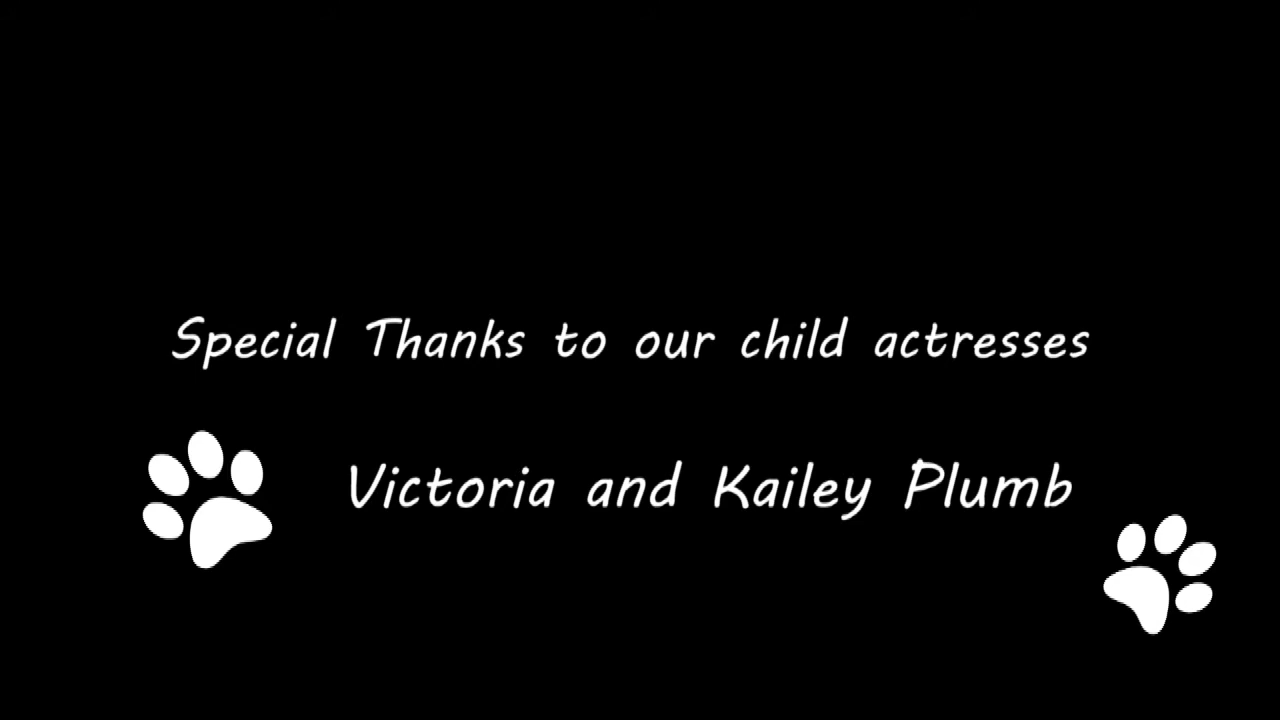 Special Thanks to our child actresses
Victoria and Kailey Plumb